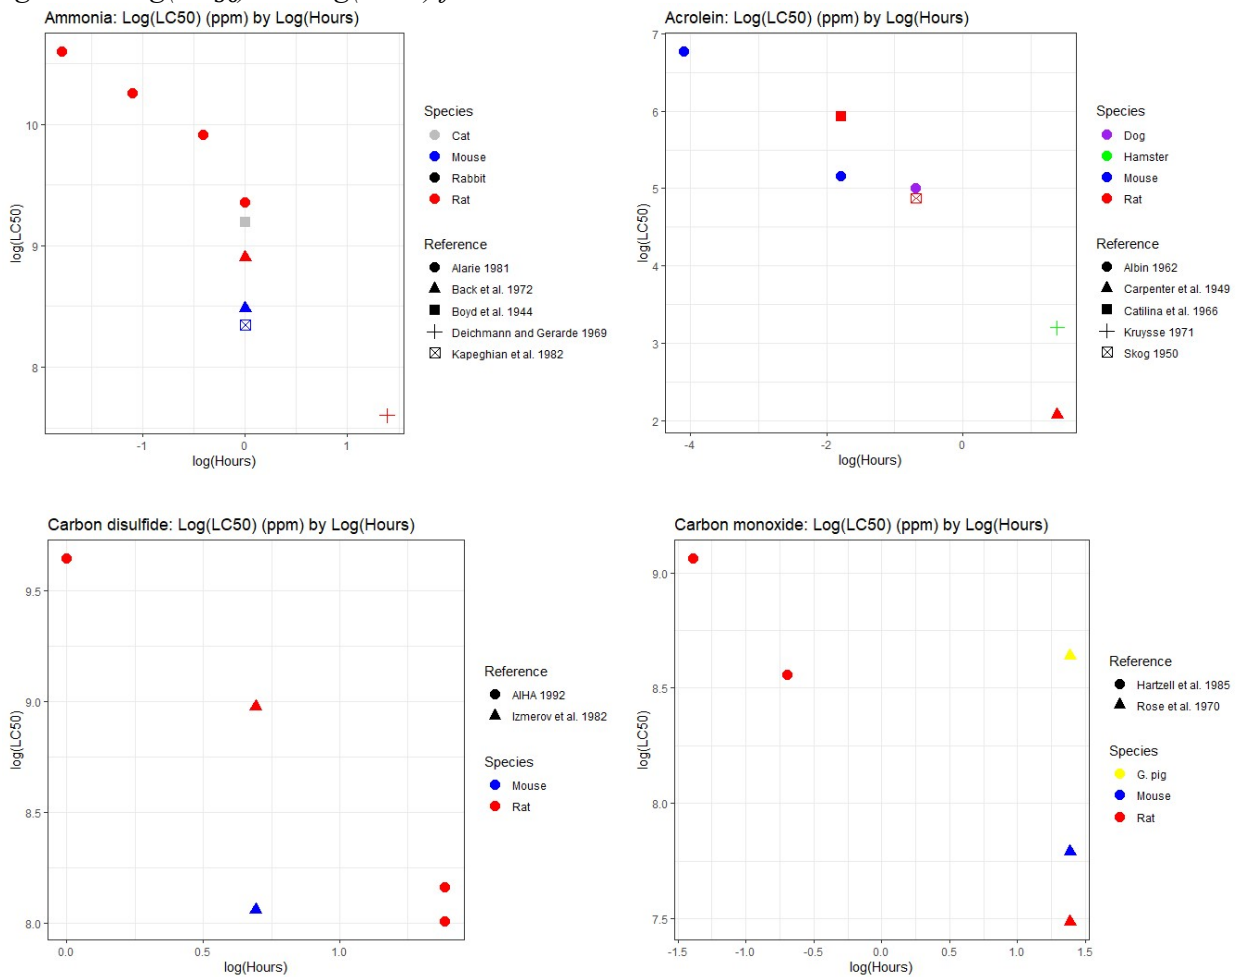 Ammonia: Log(LC50) (ppm) by Log(Hours)
10
9
8
log(LC50)
-1
0
1
log(Hours)
Species
Cat
Mouse
Rabbit
Rat
Reference
Alarie 1981
Back et al. 1972
Boyd et al. 1944
Deichmann and Gerarde 1969
Kapeghian et al. 1982
Acrolein: Log(LC50) (ppm) by Log(Hours)
7
6
5
4
3
2
log(LC50)
-4
-2
0
log(Hours)
Species
Dog
Hamster
Mouse
Rat
Reference
Albin 1962
Carpenter et al. 1949
Catilina et al. 1966
Kruysse 1971
Skog 1950
Carbon disulfide: Log(LC50) (ppm) by Log(Hours)
9.5
9.0
8.5
8.0
log(LC50)
0.0
0.5
1.0
log(Hours)
Reference
AIHA 1992
Izmerov et al. 1982
Species
Mouse
Rat
Carbon monoxide: Log(LC50) (ppm) by Log(Hours)
9.0
8.5
8.0
7.5
log(LC50)
-1.5
-1.0
-0.5
0.0
0.5
1.0
1.5
log(Hours)
Reference
Hartzell et al. 1985
Rose et al. 1970
Species
G. pig
Mouse
Rat